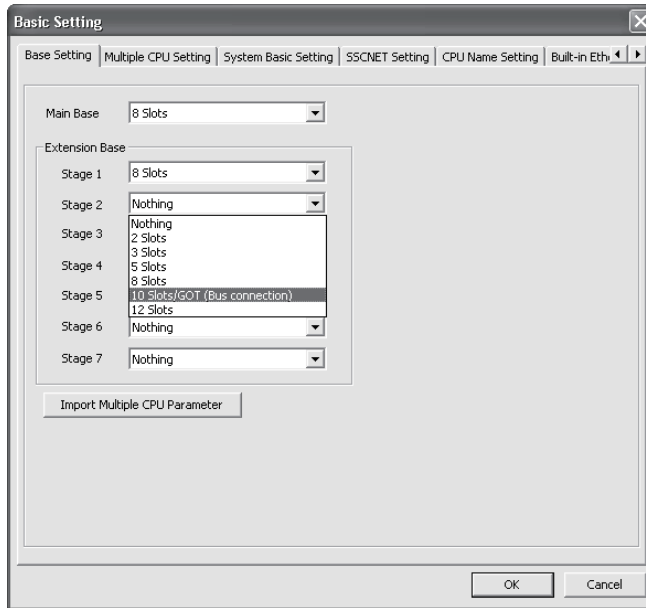 Basic Setting
Base Setting Multiple CPU Setting System Basic Setting SSCNET Setting CPU Name Setting Built-in Eth
Main Base 8 Slots
Extension Base
Stage 1 8 Slots
Stage 2 Nothing
Nothing
Stage 3 2 Slots
3 Slots
Stage 4 5 Slots
8 Slots
Stage 5 10 Slots/GOT (Bus connection)
12 Slots
Stage 6 Nothing
Stage 7 Nothing
Import Multiple CPU Parameter
OK Cancel